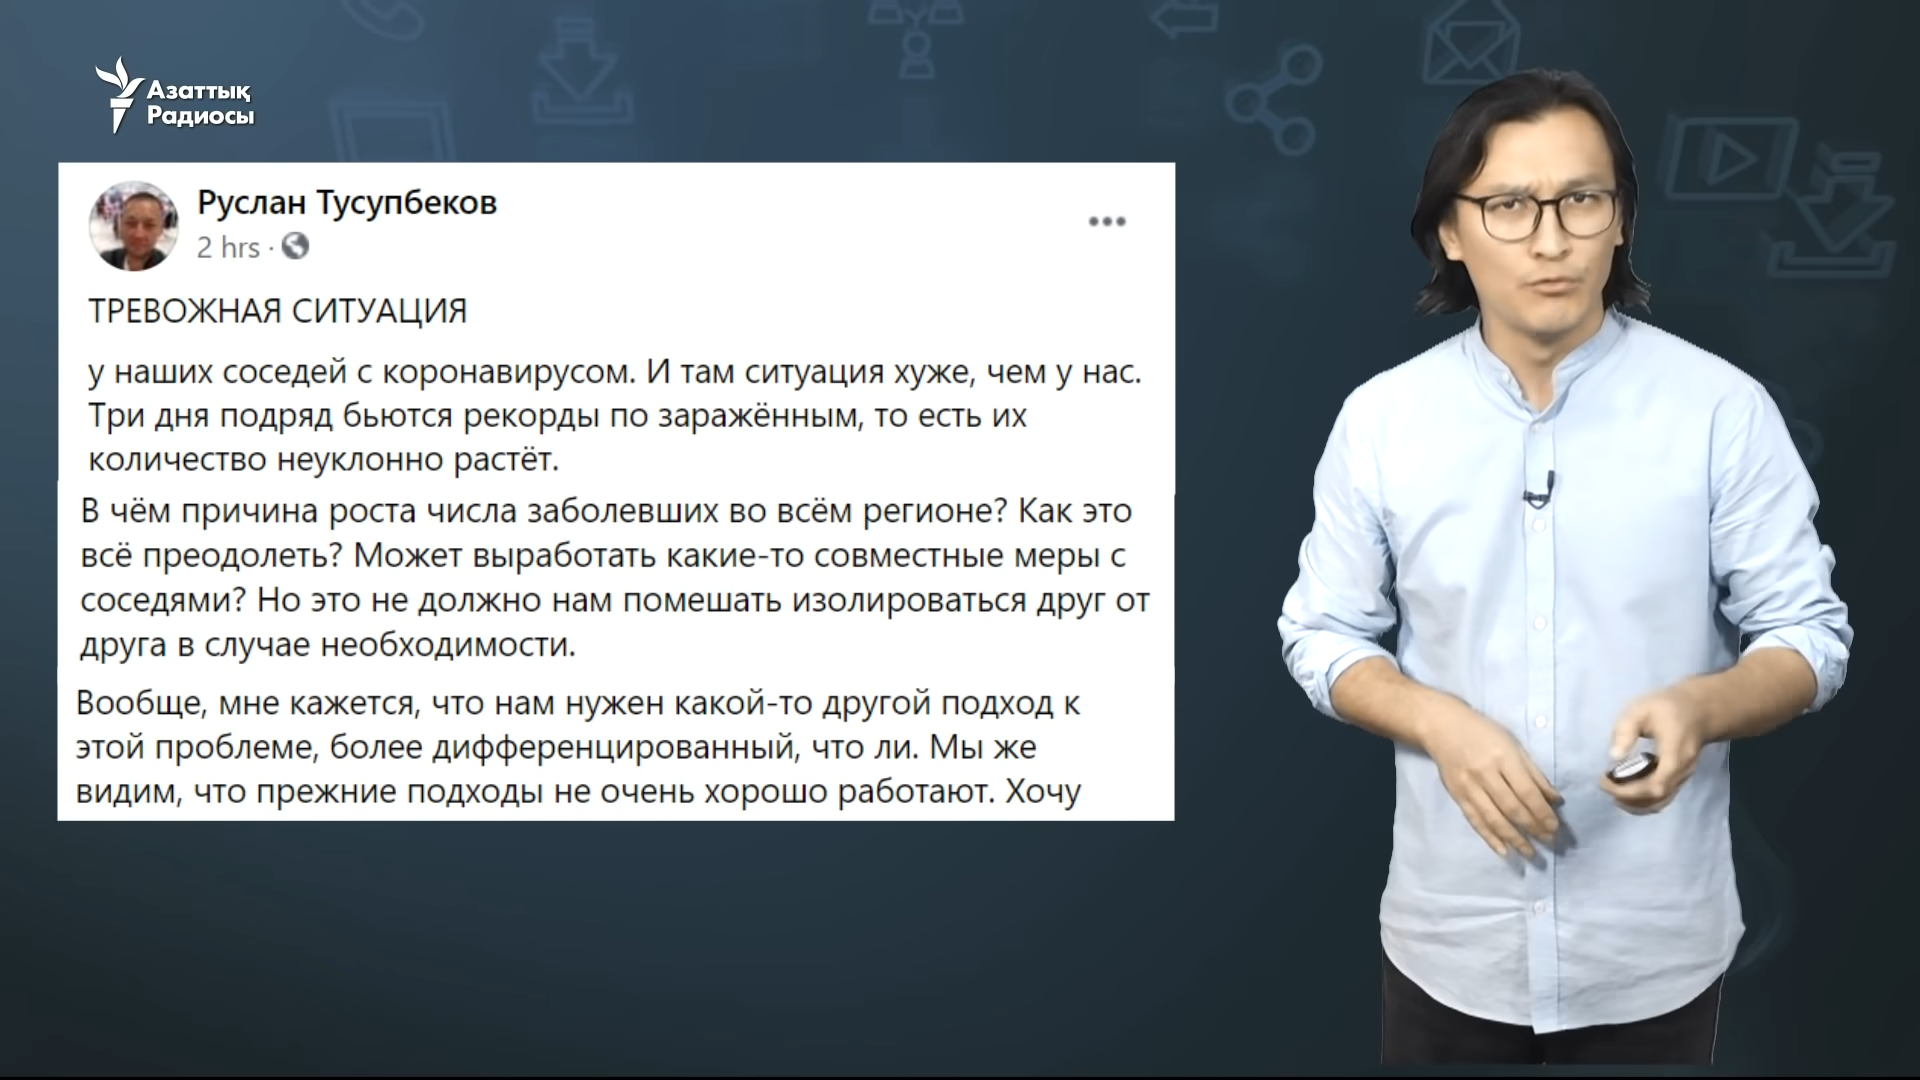 Азаттық
Радиосы
Руслан Тусупбеков
2 hrs ·
ТРЕВОЖНАЯ СИТУАЦИЯ
у наших соседей с коронавирусом. И там ситуация хуже, чем у нас.
Три дня подряд бьются рекорды по заражённым, то есть их
количество неуклонно растёт.
В чём причина роста числа заболевших во всём регионе? Как это
всё преодолеть? Может выработать какие-то совместные меры с
соседями? Но это не должно нам помешать изолироваться друг от
друга в случае необходимости.
Вообще, мне кажется, что нам нужен какой-то другой подход к
этой проблеме, более дифференцированный, что ли. Мы же
видим, что прежние подходы не очень хорошо работают. Хочу